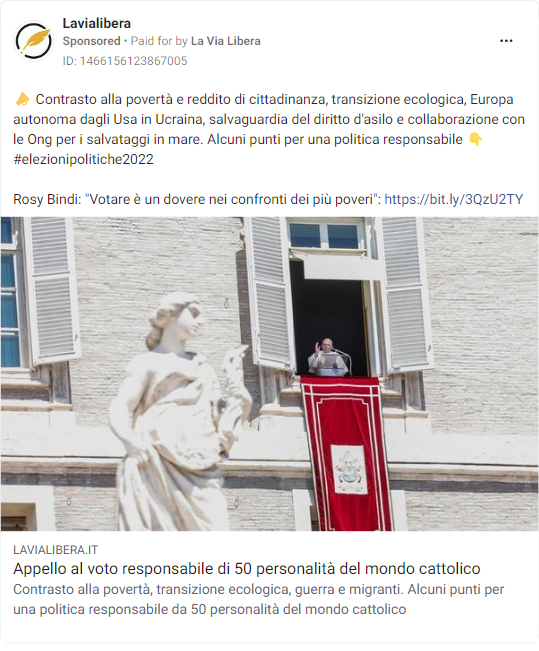 Lavialibera
Sponsored • Paid for by La Via Libera
ID: 1466156123867005
📣 Contrasto alla povertà e reddito di cittadinanza, transizione ecologica, Europa
autonoma dagli Usa in Ucraina, salvaguardia del diritto d'asilo e collaborazione con
le Ong per i salvataggi in mare. Alcuni punti per una politica responsabile 👇
#elezionipolitiche2022
Rosy Bindi: "Votare è un dovere nei confronti dei più poveri": https://bit.ly/3QzU2TY
LAVIALIBERA.IT
Appello al voto responsabile di 50 personalità del mondo cattolico
Contrasto alla povertà, transizione ecologica, guerra e migranti. Alcuni punti per
una politica responsabile da 50 personalità del mondo cattolico